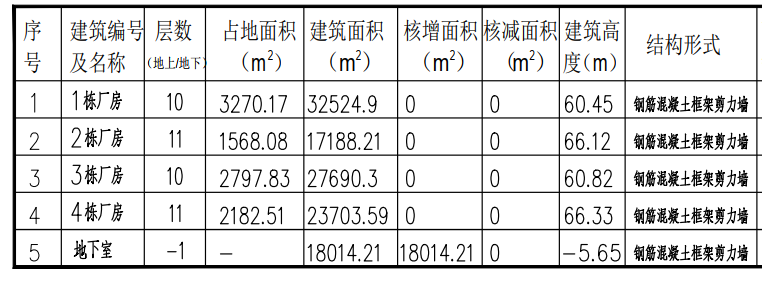 序号 建筑编号及名称 层数(地上/地下) 占地面积(m²) 建筑面积(m²) 核增面积(m²) 核减面积(m²) 建筑高度(m) 结构形式
1 1栋厂房 10 3270.17 32524.9 0 0 60.45 钢筋混凝土框架剪力墙
2 2栋厂房 11 1568.08 17188.21 0 0 66.12 钢筋混凝土框架剪力墙
3 3栋厂房 10 2797.83 27690.3 0 0 60.82 钢筋混凝土框架剪力墙
4 4栋厂房 11 2182.51 23703.59 0 0 66.33 钢筋混凝土框架剪力墙
5 地下室 -1 - 18014.21 18014.21 0 -5.65 钢筋混凝土框架剪力墙